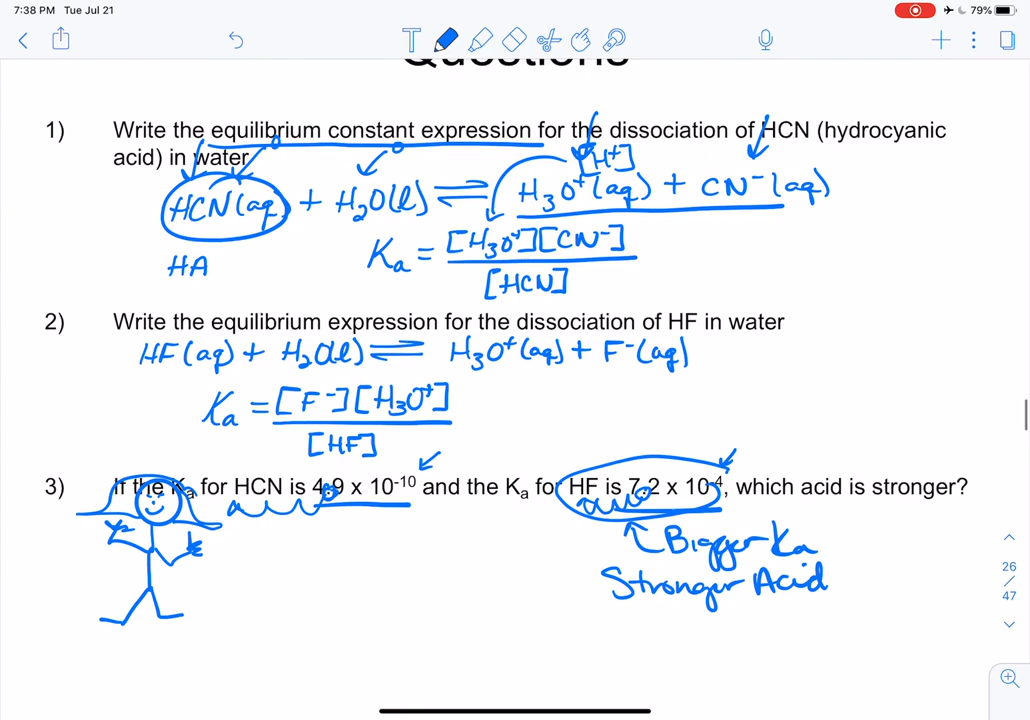 7:38 PM Tue Jul 21
79%
T
Questions
1) Write the equilibrium constant expression for the dissociation of HCN (hydrocyanic
acid) in water
[H⁺]
HCN(aq) + H₂O(l) ⇌ H₃O⁺(aq) + CN⁻(aq)
Ka = [H₃O⁺][CN⁻]
[HCN]
HA
2) Write the equilibrium expression for the dissociation of HF in water
HF(aq) + H₂O(l) ⇌ H₃O⁺(aq) + F⁻(aq)
Ka = [F⁻][H₃O⁺]
[HF]
3) If the Ka for HCN is 4.9 x 10⁻¹⁰ and the Ka for HF is 7.2 x 10⁻⁴, which acid is stronger?
Bigger Ka
Stronger Acid
26
/
47